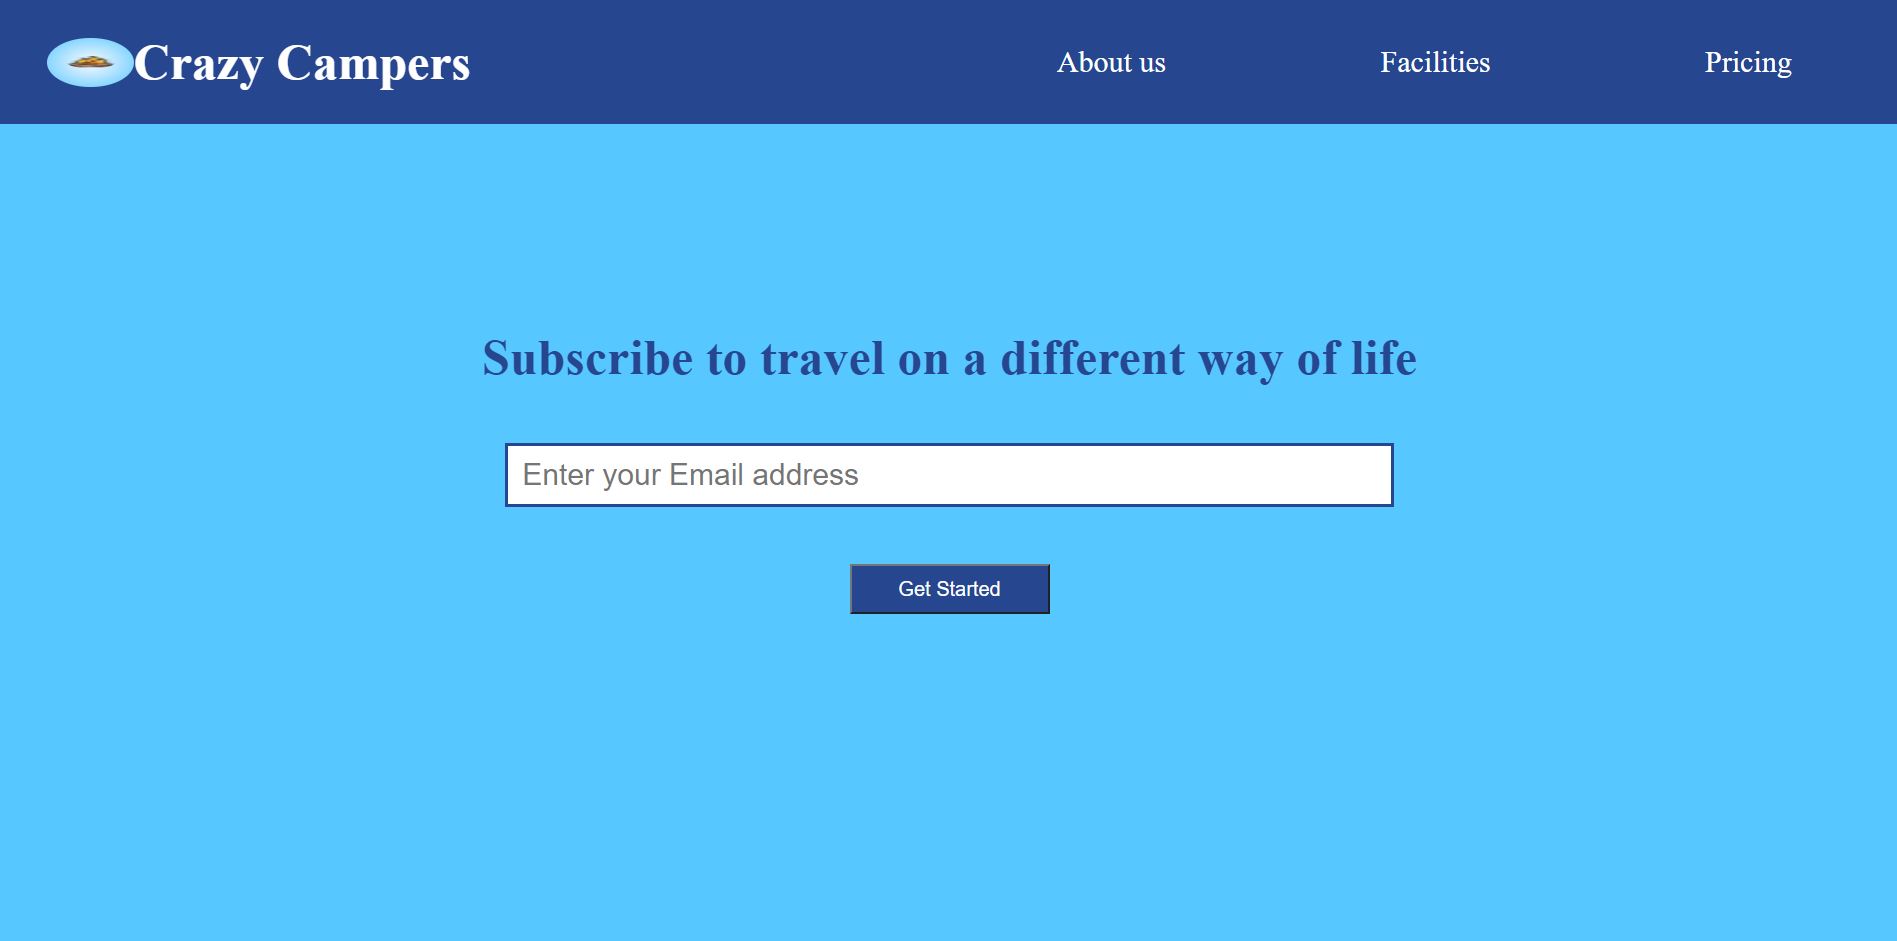 Crazy Campers
About us
Facilities
Pricing
Subscribe to travel on a different way of life
Enter your Email address
Get Started